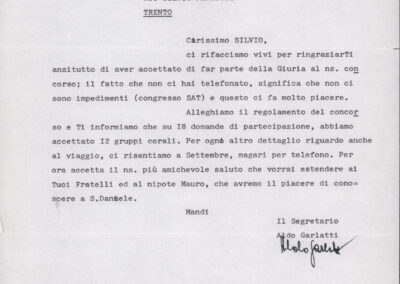 TRENTO
Carissimo SILVIO,
ci rifacciamo vivi per ringraziarTi
anzitutto di aver accettato di far parte della Giuria al ns. con
corso; il fatto che non ci hai telefonato, significa che non ci
sono impedimenti (congresso SAT) e questo ci fa molto piacere.
Alleghiamo il regolamento del concor
so e Ti informiamo che su I8 domande di partecipazione, abbiamo
accettato I2 gruppi corali. Per ogni altro dettaglio riguardo anche
al viaggio, ci risentiamo a Settembre, magari per telefono. Per
ora accetta il ns. più amichevole saluto che vorrai estendere ai
Tuoi Fratelli ed al nipote Mauro, che avremo il piacere di cono=
scere a S.Daniele.
Mandi
Il Segretario
Aldo Garlatti